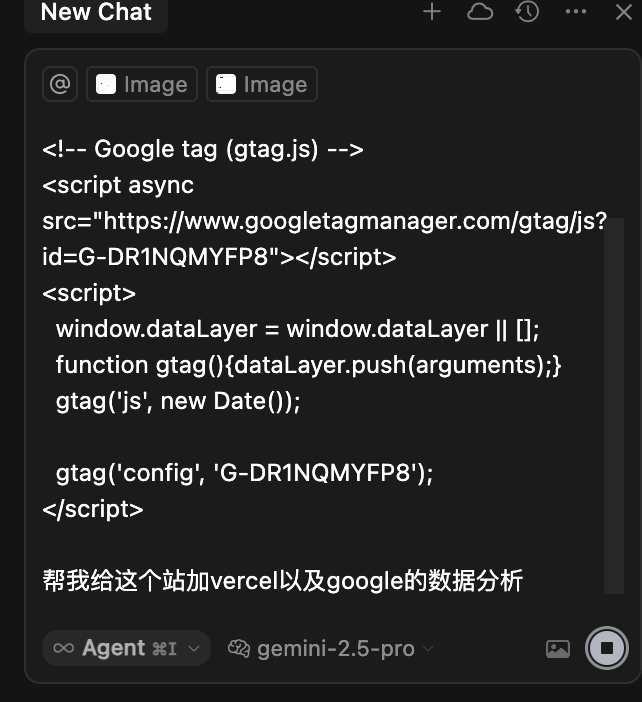 New Chat
@ Image Image
<!-- Google tag (gtag.js) -->
<script async
src="https://www.googletagmanager.com/gtag/js?
id=G-DR1NQMYFP8"></script>
<script>
window.dataLayer = window.dataLayer || [];
function gtag(){dataLayer.push(arguments);}
gtag('js', new Date());
gtag('config', 'G-DR1NQMYFP8');
</script>
帮我给这个站加vercel以及google的数据分析
∞ Agent ⌘I gemini-2.5-pro